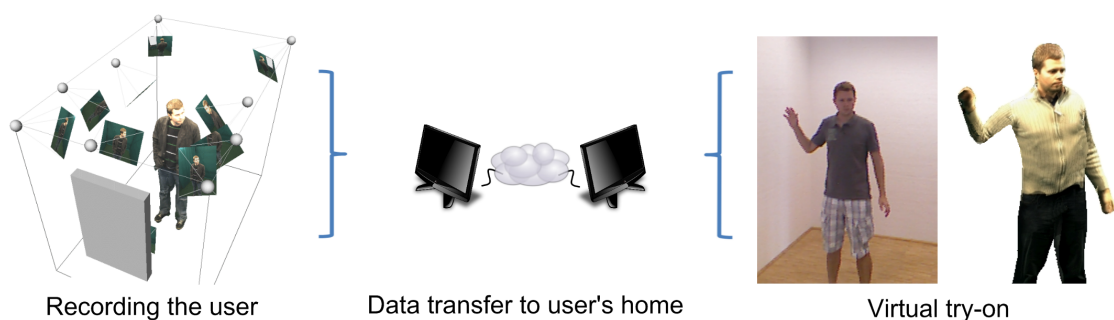 Recording the user
Data transfer to user's home
Virtual try-on